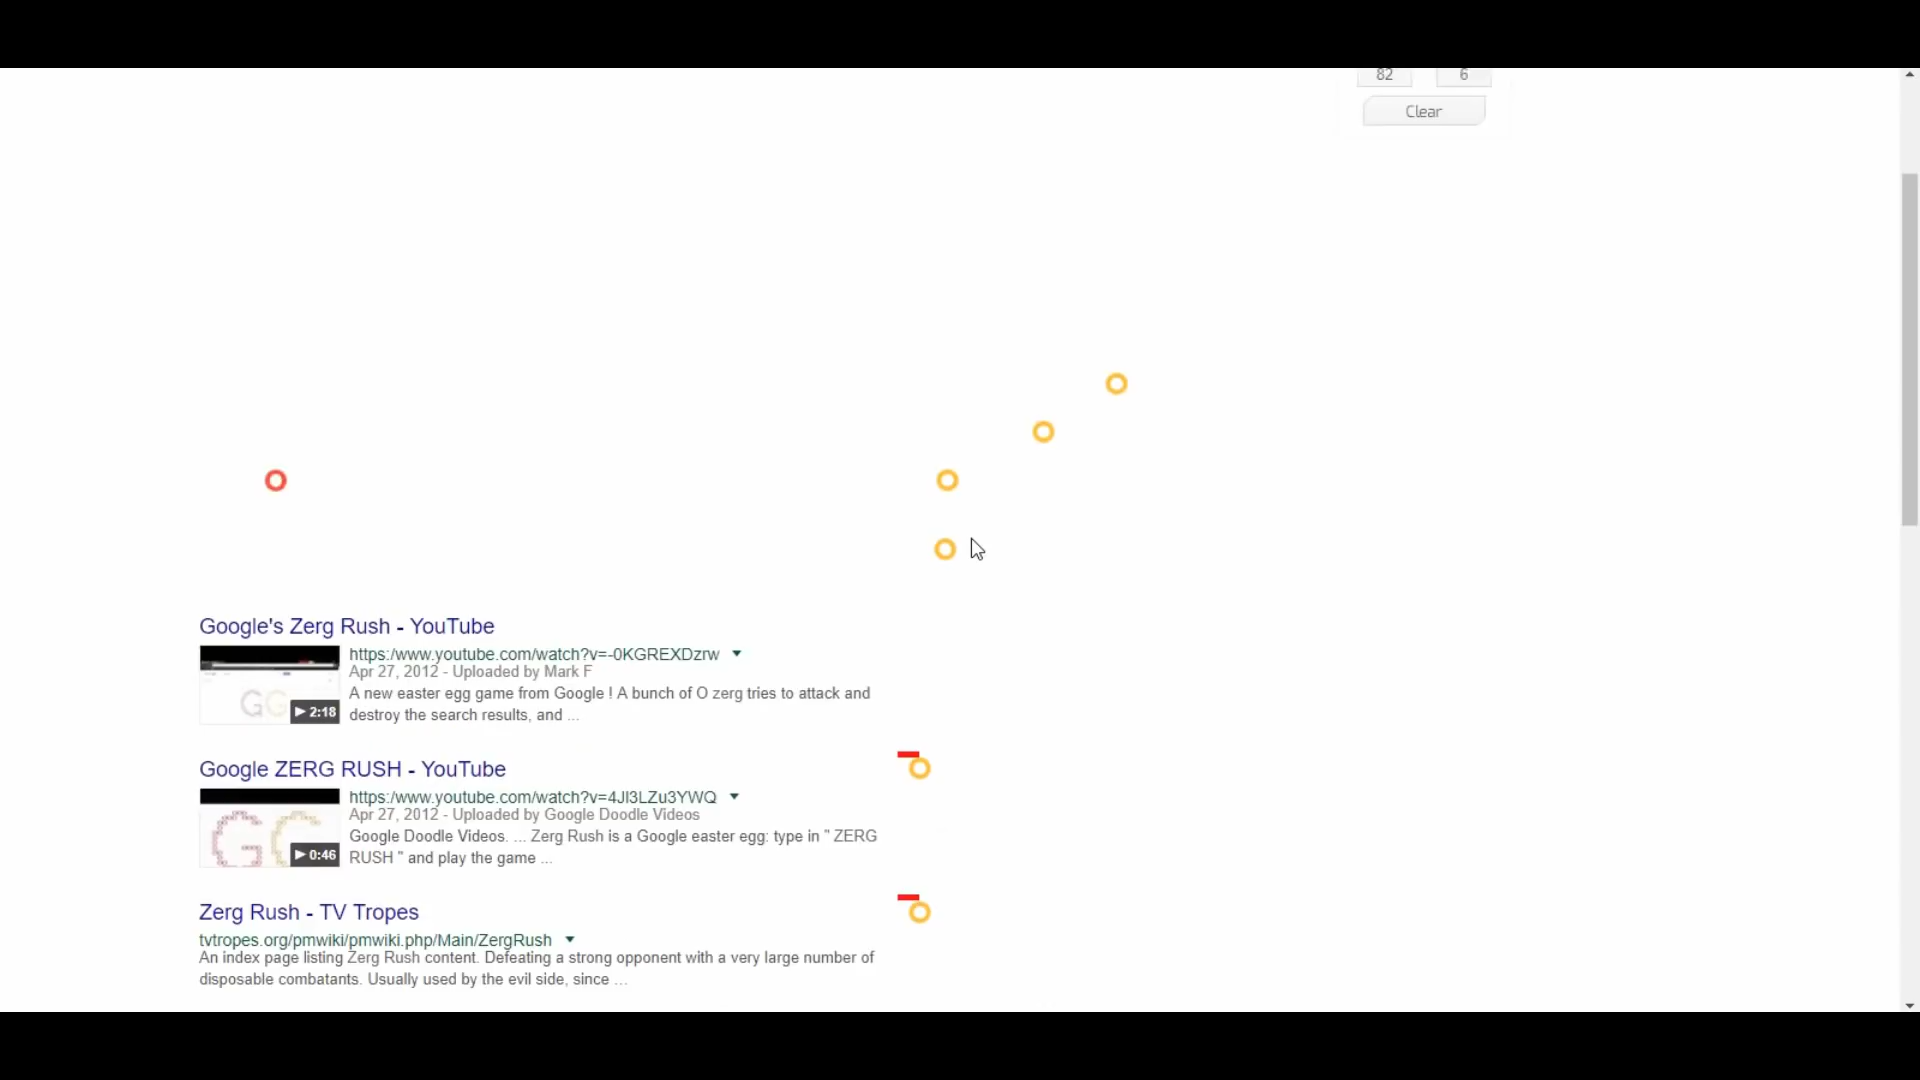 82 6
Clear
Google's Zerg Rush - YouTube
https:/www.youtube.com/watch?v=-0KGREXDzrw
Apr 27, 2012 - Uploaded by Mark F
A new easter egg game from Google ! A bunch of O zerg tries to attack and
destroy the search results, and ...
2:18
Google ZERG RUSH - YouTube
https:/www.youtube.com/watch?v=4JI3LZu3YWQ
Apr 27, 2012 - Uploaded by Google Doodle Videos
Google Doodle Videos. ... Zerg Rush is a Google easter egg: type in " ZERG
RUSH " and play the game ...
0:46
Zerg Rush - TV Tropes
tvtropes.org/pmwiki/pmwiki.php/Main/ZergRush
An index page listing Zerg Rush content. Defeating a strong opponent with a very large number of
disposable combatants. Usually used by the evil side, since ...